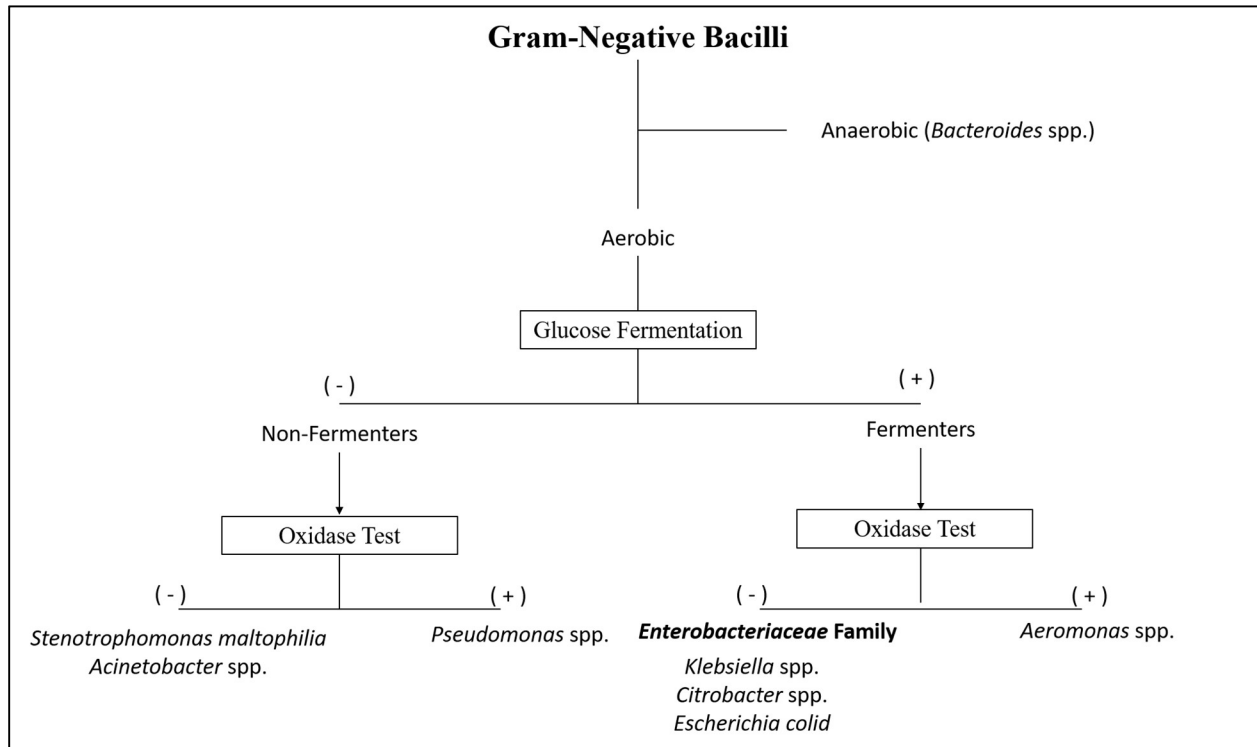 Gram-Negative Bacilli
Anaerobic (Bacteroides spp.)
Aerobic
Glucose Fermentation
( - )
( + )
Non-Fermenters
Fermenters
Oxidase Test
Oxidase Test
( - )
( + )
( - )
( + )
Stenotrophomonas maltophilia
Acinetobacter spp.
Pseudomonas spp.
Enterobacteriaceae Family
Klebsiella spp.
Citrobacter spp.
Escherichia colid
Aeromonas spp.